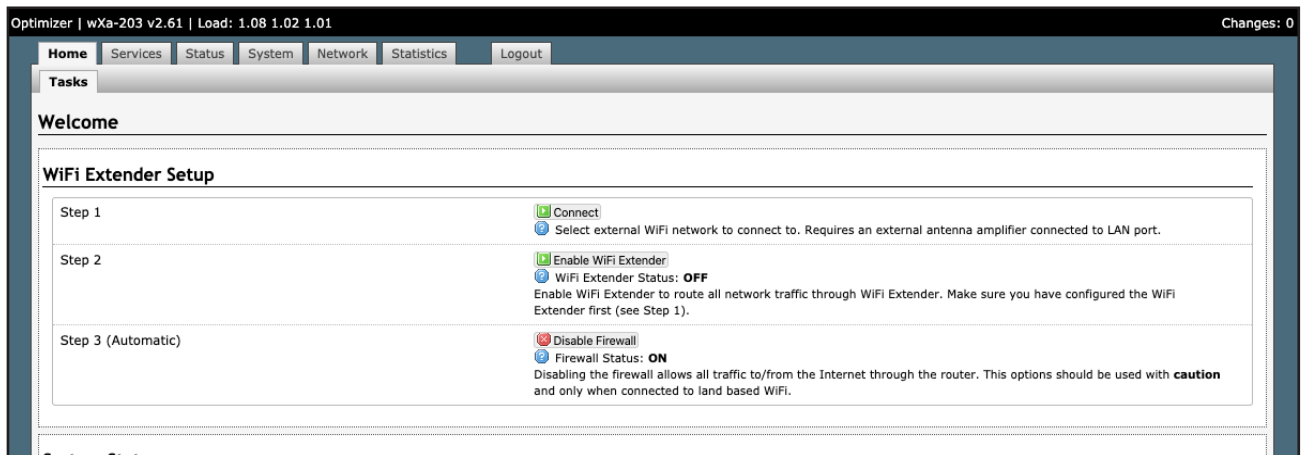 Optimizer | wXa-203 v2.61 | Load: 1.08 1.02 1.01 Changes: 0
Home Services Status System Network Statistics Logout
Tasks
Welcome
WiFi Extender Setup
Step 1 Connect
Select external WiFi network to connect to. Requires an external antenna amplifier connected to LAN port.
Step 2 Enable WiFi Extender
WiFi Extender Status: OFF
Enable WiFi Extender to route all network traffic through WiFi Extender. Make sure you have configured the WiFi
Extender first (see Step 1).
Step 3 (Automatic) Disable Firewall
Firewall Status: ON
Disabling the firewall allows all traffic to/from the Internet through the router. This options should be used with caution
and only when connected to land based WiFi.